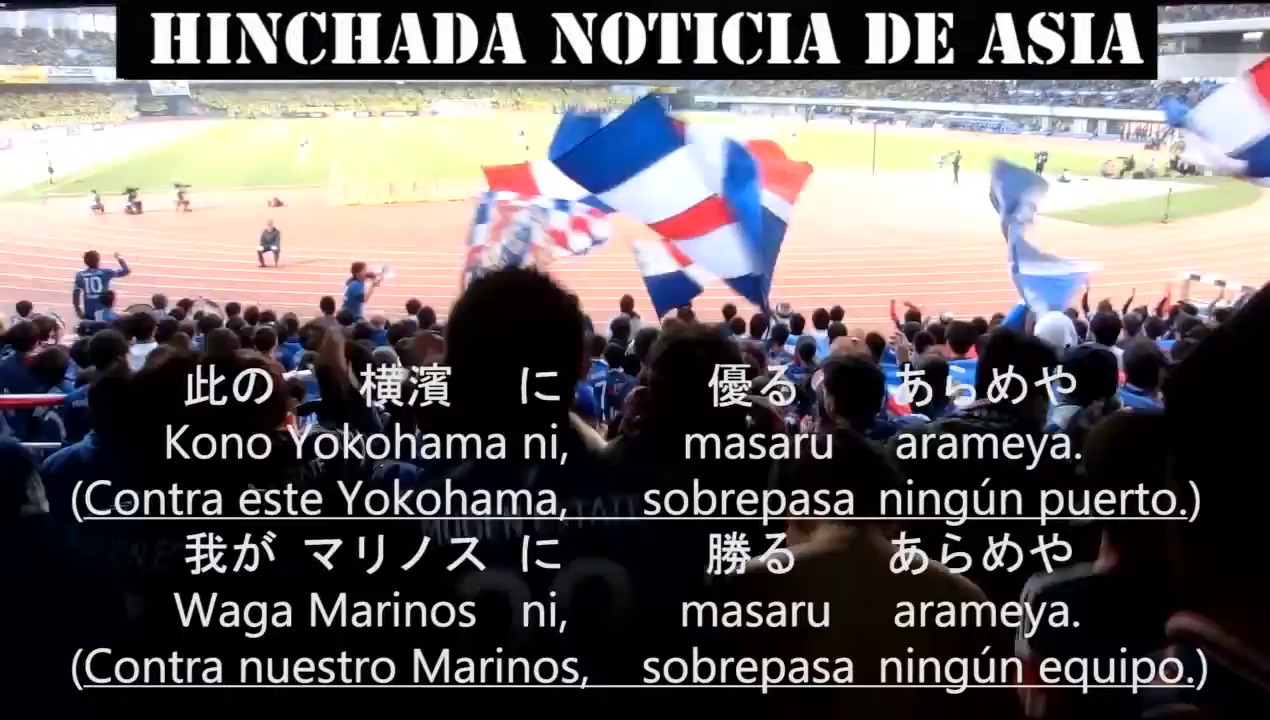 HINCHADA NOTICIA DE ASIA
10
此の 横濱 に 優る あらめや
Kono Yokohama ni, masaru arameya.
(Contra este Yokohama, sobrepasa ningún puerto.)
我が マリノス に 勝る あらめや
Waga Marinos ni, masaru arameya.
(Contra nuestro Marinos, sobrepasa ningún equipo.)